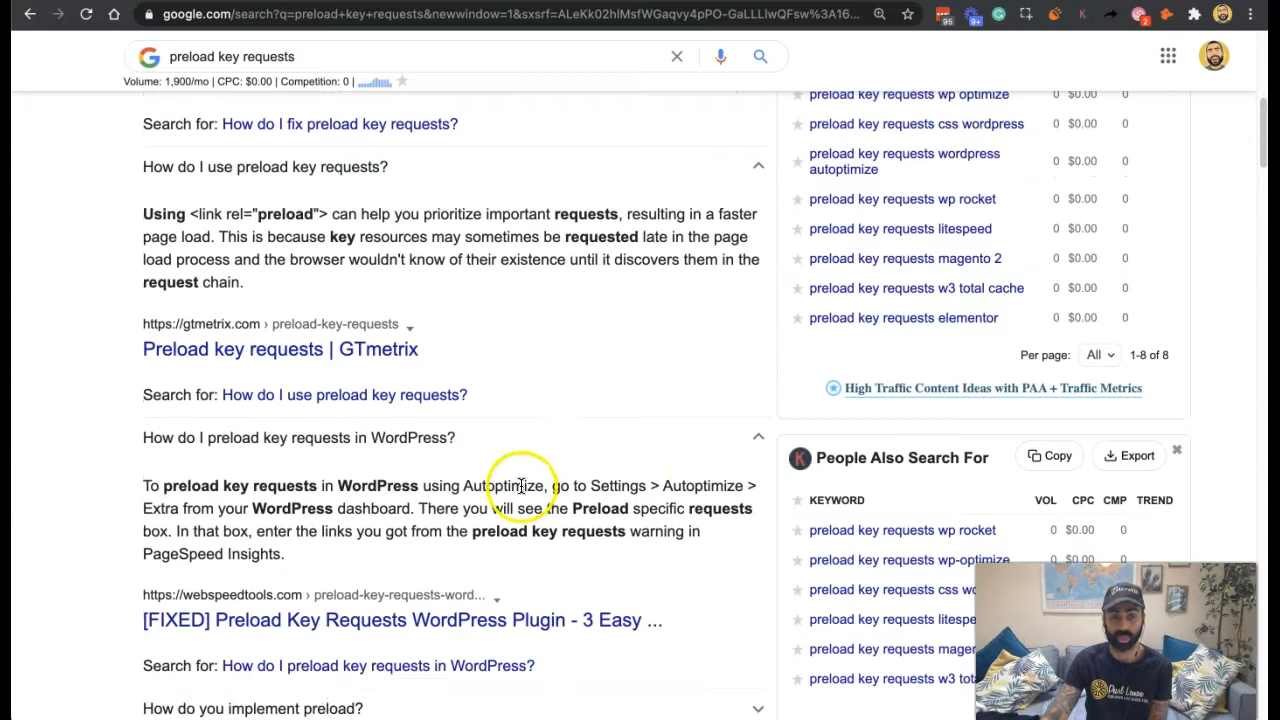 google.com/search?q=preload+key+requests&newwindow=1&sxsrf=ALeKk02hlMsfWGaqvy4pPO-GaLLLlwQFsw%3A16...
95
9+
2
preload key requests
Volume: 1,900/mo | CPC: $0.00 | Competition: 0 |
Search for: How do I fix preload key requests?
How do I use preload key requests?
Using <link rel="preload"> can help you prioritize important requests, resulting in a faster
page load. This is because key resources may sometimes be requested late in the page
load process and the browser wouldn't know of their existence until it discovers them in the
request chain.
https://gtmetrix.com › preload-key-requests
Preload key requests | GTmetrix
Search for: How do I use preload key requests?
How do I preload key requests in WordPress?
To preload key requests in WordPress using Autoptimize, go to Settings > Autoptimize >
Extra from your WordPress dashboard. There you will see the Preload specific requests
box. In that box, enter the links you got from the preload key requests warning in
PageSpeed Insights.
https://webspeedtools.com › preload-key-requests-word...
[FIXED] Preload Key Requests WordPress Plugin - 3 Easy ...
Search for: How do I preload key requests in WordPress?
How do you implement preload?
preload key requests wp optimize 0 $0.00 0
preload key requests css wordpress 0 $0.00 0
preload key requests wordpress
autoptimize 0 $0.00 0
preload key requests wp rocket 0 $0.00 0
preload key requests litespeed 0 $0.00 0
preload key requests magento 2 0 $0.00 0
preload key requests w3 total cache 0 $0.00 0
preload key requests elementor 0 $0.00 0
Per page: All 1-8 of 8
High Traffic Content Ideas with PAA + Traffic Metrics
K People Also Search For Copy Export
KEYWORD VOL CPC CMP TREND
preload key requests wp rocket 0 $0.00 0
preload key requests wp-optimize 0 $0.00 0
preload key requests css wo
preload key requests litespe
preload key requests magen
preload key requests w3 tot
Pearl Lemon